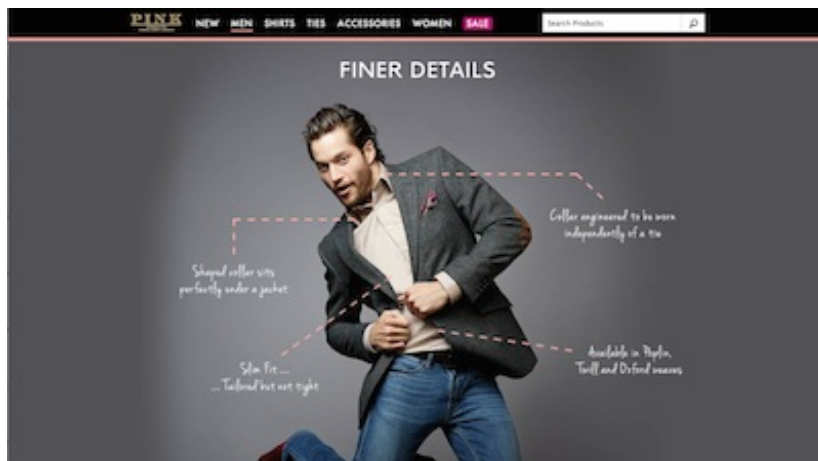 PINK
NEW MEN SHIRTS TIES ACCESSORIES WOMEN SALE
Search Products
FINER DETAILS
Collar engineered to be worn
independently of a tie
Shaped collar sits
perfectly under a jacket
Slim Fit ...
... Tailored but not tight
Available in Poplin,
Twill and Oxford weaves